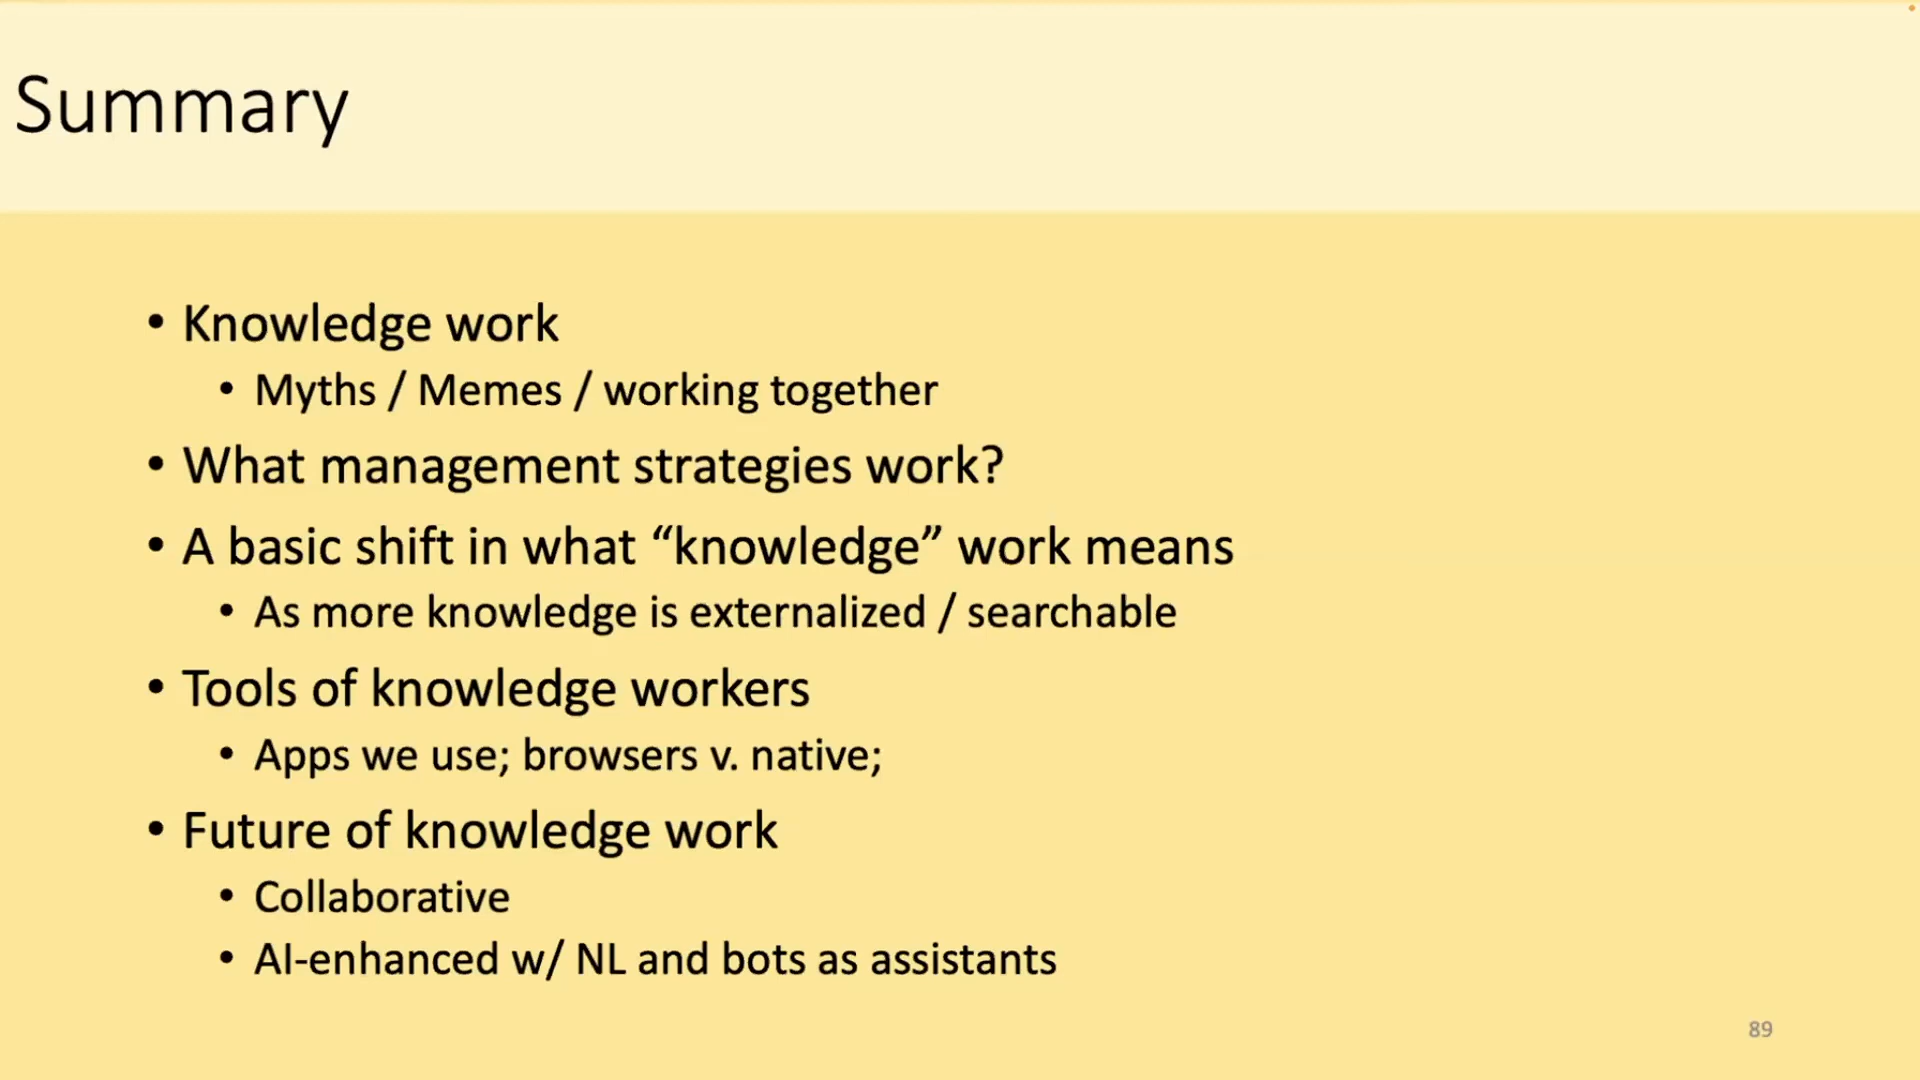 Summary
• Knowledge work
• Myths / Memes / working together
• What management strategies work?
• A basic shift in what “knowledge” work means
• As more knowledge is externalized / searchable
• Tools of knowledge workers
• Apps we use; browsers v. native;
• Future of knowledge work
• Collaborative
• AI-enhanced w/ NL and bots as assistants
89